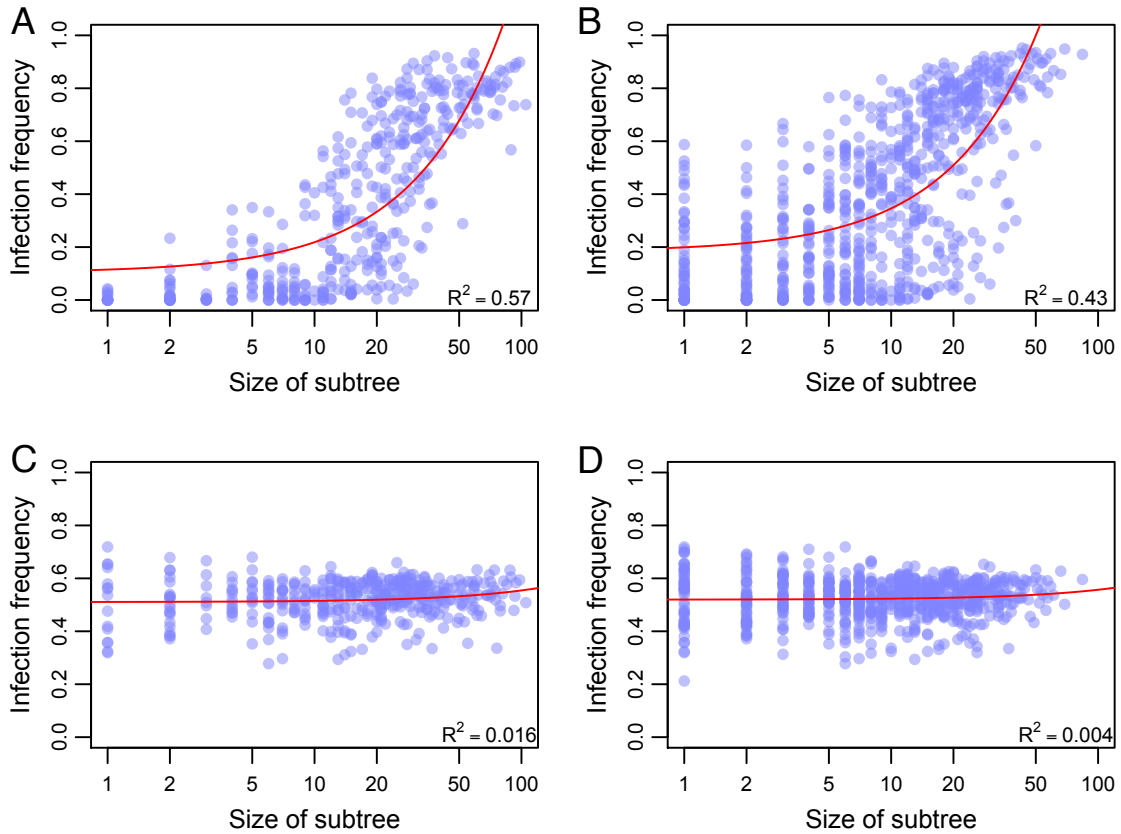 A
Infection frequency
1.0
0.8
0.6
0.4
0.2
0.0
R² = 0.57
1 2 5 10 20 50 100
Size of subtree
B
Infection frequency
1.0
0.8
0.6
0.4
0.2
0.0
R² = 0.43
1 2 5 10 20 50 100
Size of subtree
C
Infection frequency
1.0
0.8
0.6
0.4
0.2
0.0
R² = 0.016
1 2 5 10 20 50 100
Size of subtree
D
Infection frequency
1.0
0.8
0.6
0.4
0.2
0.0
R² = 0.004
1 2 5 10 20 50 100
Size of subtree